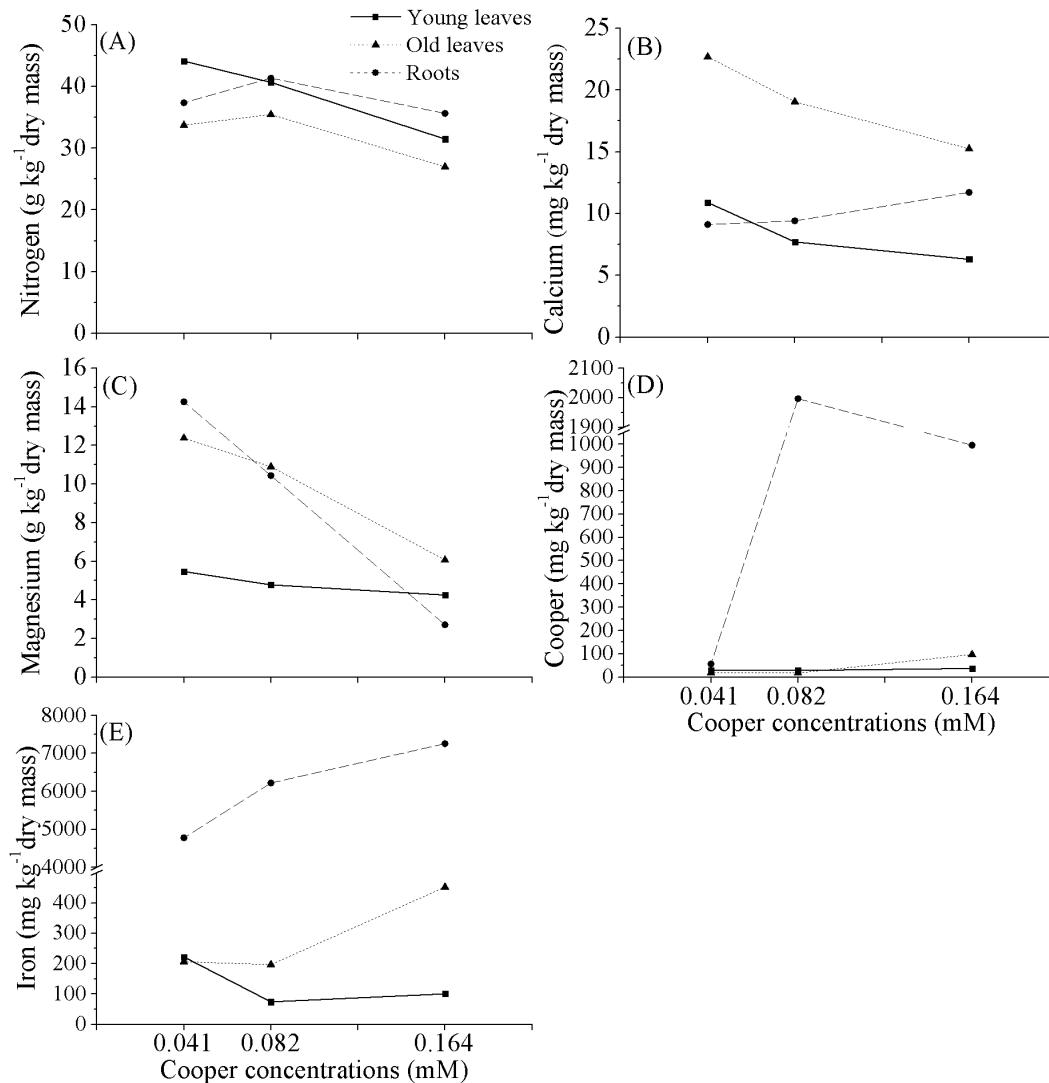 (A)
Young leaves
Old leaves
Roots
50
40
30
20
10
0
Nitrogen (g kg⁻¹ dry mass)
(B)
25
20
15
10
5
0
Calcium (mg kg⁻¹ dry mass)
(C)
16
14
12
10
8
6
4
2
0
Magnesium (g kg⁻¹ dry mass)
(D)
2100
2000
1900
1000
900
800
700
600
500
400
300
200
100
0
Cooper (mg kg⁻¹ dry mass)
0.041 0.082 0.164
Cooper concentrations (mM)
(E)
8000
7000
6000
5000
4000
400
300
200
100
0
Iron (mg kg⁻¹ dry mass)
0.041 0.082 0.164
Cooper concentrations (mM)